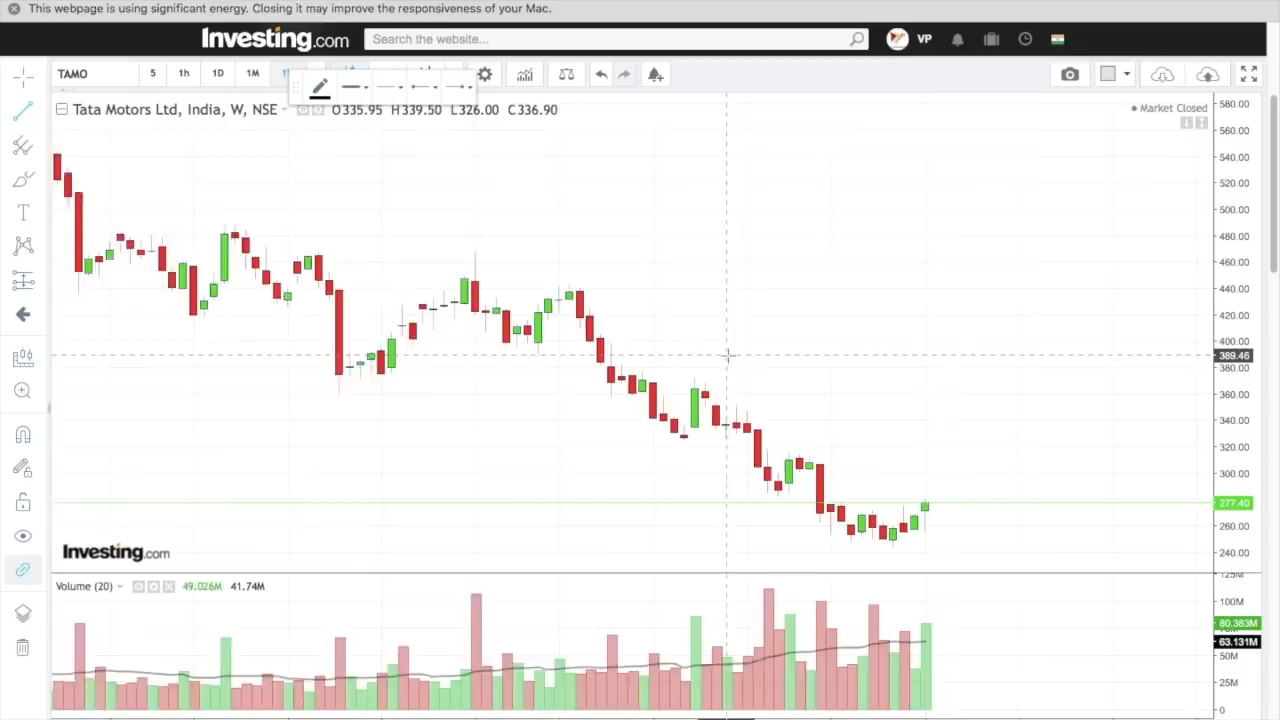 This webpage is using significant energy. Closing it may improve the responsiveness of your Mac.
Investing.com
Search the website...
VP
TAMO 5 1h 1D 1M
Tata Motors Ltd, India, W, NSE O335.95 H339.50 L326.00 C336.90
Market Closed
580.00
560.00
540.00
520.00
500.00
480.00
460.00
440.00
420.00
400.00
389.46
380.00
360.00
340.00
320.00
300.00
277.40
260.00
240.00
Investing.com
Volume (20) 49.026M 41.74M
125M
100M
80.383M
63.131M
50M
25M
0